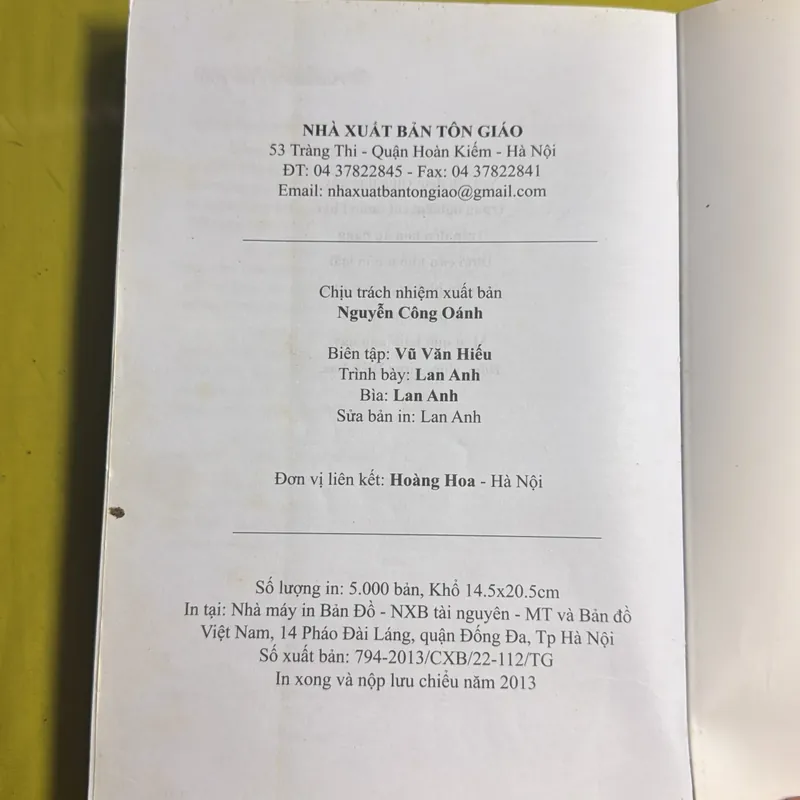 NHÀ XUẤT BẢN TÔN GIÁO
53 Tràng Thi - Quận Hoàn Kiếm - Hà Nội
ĐT: 04 37822845 - Fax: 04 37822841
Email: nhaxuatbantongiao@gmail.com
Chịu trách nhiệm xuất bản
Nguyễn Công Oánh
Biên tập: Vũ Văn Hiếu
Trình bày: Lan Anh
Bìa: Lan Anh
Sửa bản in: Lan Anh
Đơn vị liên kết: Hoàng Hoa - Hà Nội
Số lượng in: 5.000 bản, Khổ 14.5x20.5cm
In tại: Nhà máy in Bản Đồ - NXB tài nguyên - MT và Bản đồ
Việt Nam, 14 Pháo Đài Láng, quận Đống Đa, Tp Hà Nội
Số xuất bản: 794-2013/CXB/22-112/TG
In xong và nộp lưu chiểu năm 2013